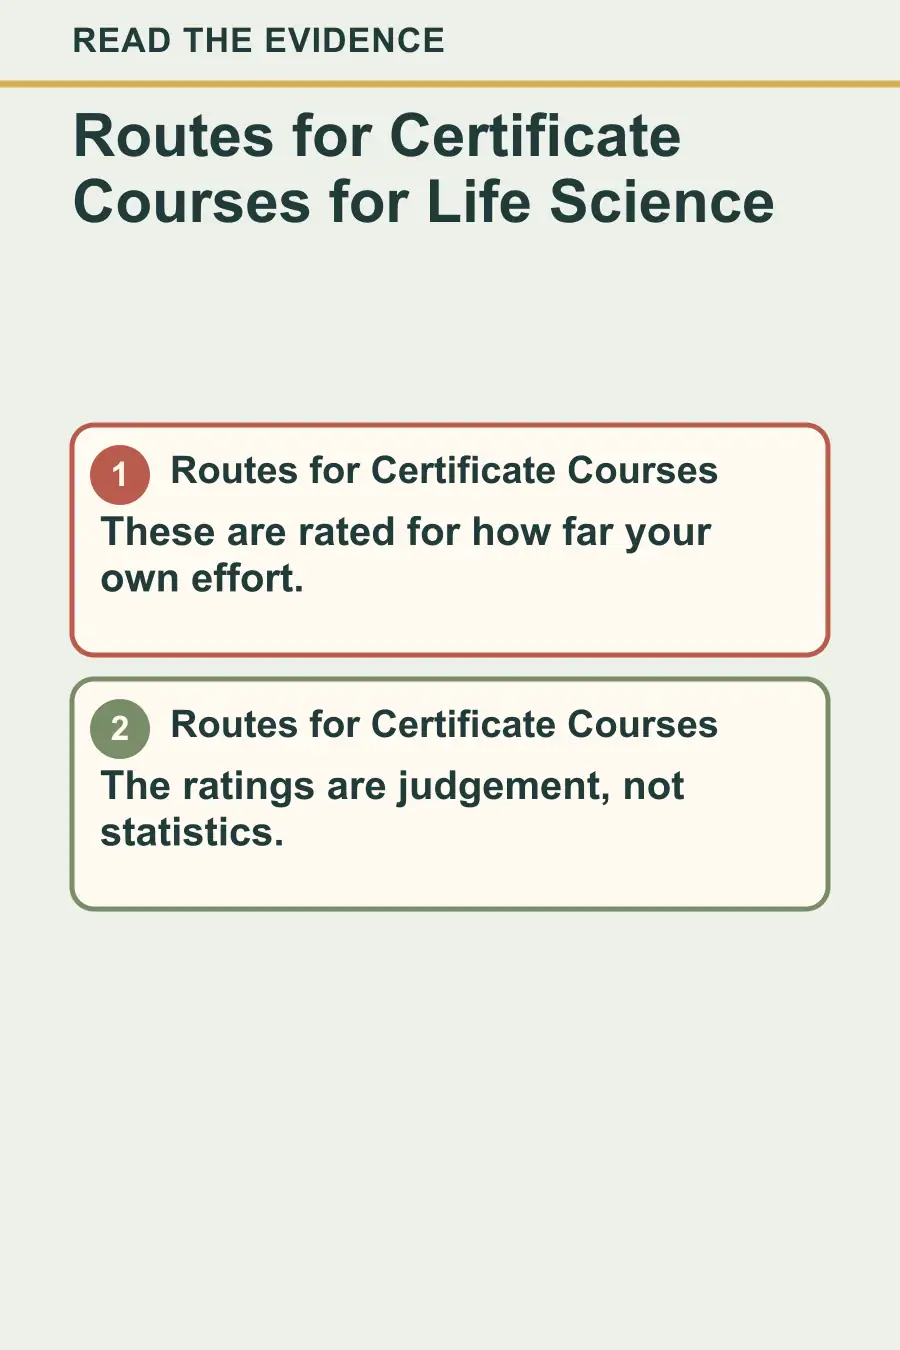 READ THE EVIDENCE
Routes for Certificate
Courses for Life Science
1 Routes for Certificate Courses
These are rated for how far your
own effort.
2 Routes for Certificate Courses
The ratings are judgement, not
statistics.